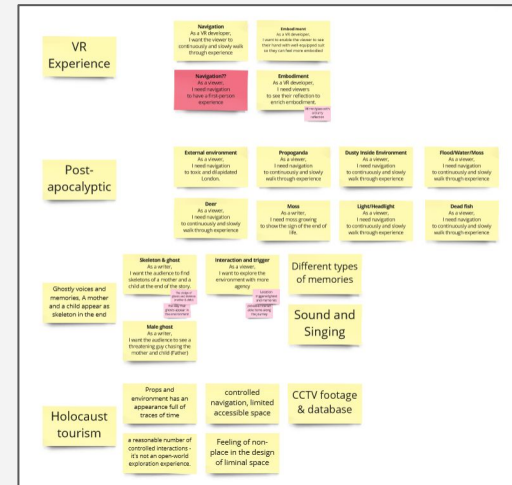 VR
Experience
Navigation
As a VR developer,
I want the viewer to
continuously and slowly walk
through experience
Embodiment
As a VR developer,
I want to enable the viewer to see
their hand with well equipped suit
so they can feel more embodied
Navigation??
As a viewer,
I need navigation
to have a first-person
experience
Embodiment
As a VR developer,
I need viewers
to see their reflection to
enrich embodiment.
Post-
apocalyptic
External environment
As a viewer,
I need navigation
to toxic and dilapidated
London.
Propaganda
As a viewer,
I need navigation
to continuously and slowly
walk through experience
Dusty Inside Environment
As a viewer,
I need navigation
to continuously and slowly
walk through experience
Flood/Water/Moss
As a viewer,
I need navigation
to continuously and slowly
walk through experience
Deer
As a viewer,
I need navigation
to continuously and slowly
walk through experience
Moss
As a writer,
I need moss growing
to show the sign of the end of
life.
Light/Headlight
As a viewer,
I need navigation
to continuously and slowly
walk through experience
Dead fish
As a viewer,
I need navigation
to continuously and slowly
walk through experience
Ghostly voices and
memories, A mother
and a child appear as
skeleton in the end
Skeleton & ghost
As a writer,
I want the audience to find
skeletons of a mother and a
child at the end of the story.
Interaction and trigger
As a viewer,
I want to explore the
environment with more
agency
Different types
of memories
Male ghost
As a writer,
I want the audience to see a
threatening guy chasing the
mother and child (Father)
Sound and
Singing
Holocaust
tourism
Props and
environment has an
appearance full of
traces of time
controlled
navigation, limited
accessible space
CCTV footage
& database
a reasonable number of
controlled interactions -
it's not an open-world
exploration experience.
Feeling of non-
place in the design
of liminal space